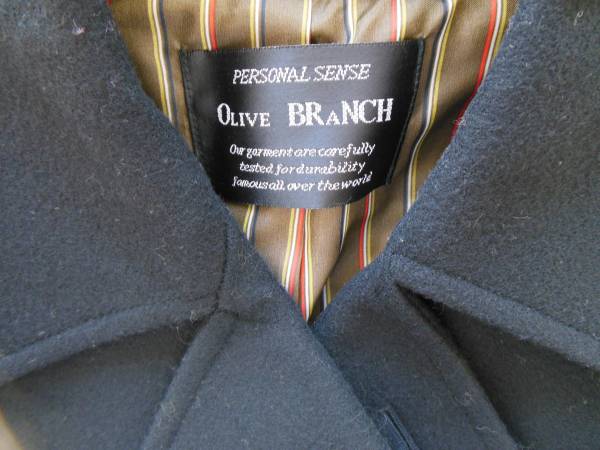 PERSONAL SENSE
OLIVE BRaNCH
Our garment are carefully
tested for durability
famous all over the world